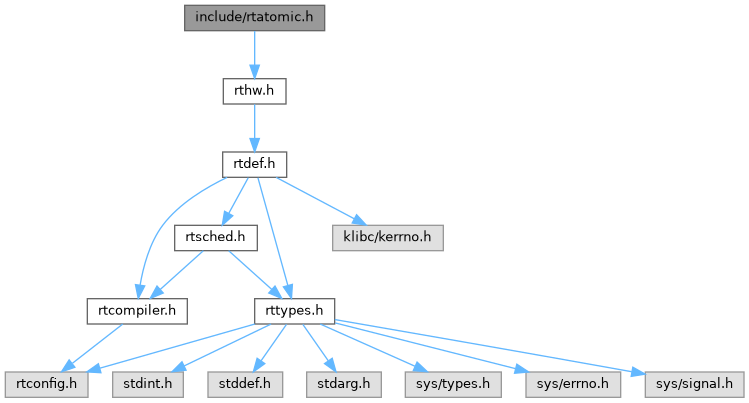 include/rtatomic.h
rthw.h
rtdef.h
rtsched.h
klibc/kerrno.h
rtcompiler.h
rttypes.h
rtconfig.h
stdint.h
stddef.h
stdarg.h
sys/types.h
sys/errno.h
sys/signal.h